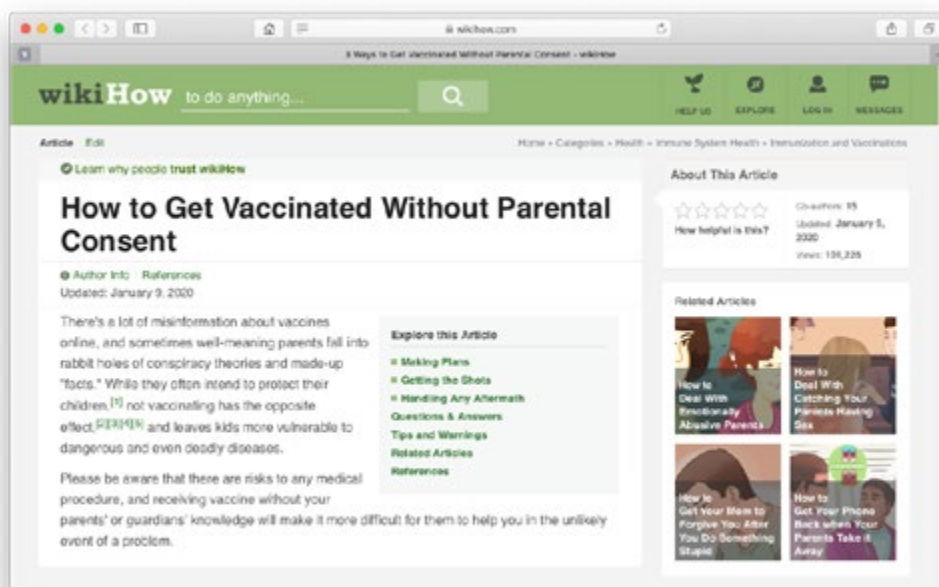 wikihow.com
8 Ways to Get Vaccinated Without Parental Consent - wikiHow
wikiHow to do anything...
HELP US EXPLORE LOG IN MESSAGES
Article Edit
Home » Categories » Health » Immune System Health » Immunization and Vaccinations
Learn why people trust wikiHow
How to Get Vaccinated Without Parental
Consent
Author Info References
Updated: January 9, 2020
There's a lot of misinformation about vaccines
online, and sometimes well-meaning parents fall into
rabbit holes of conspiracy theories and made-up
"facts." While they often intend to protect their
children,[1] not vaccinating has the opposite
effect,[2][3][4][5] and leaves kids more vulnerable to
dangerous and even deadly diseases.
Please be aware that there are risks to any medical
procedure, and receiving vaccine without your
parents' or guardians' knowledge will make it more difficult for them to help you in the unlikely
event of a problem.
Explore this Article
Making Plans
Getting the Shots
Handling Any Aftermath
Questions & Answers
Tips and Warnings
Related Articles
References
About This Article
How helpful is this?
Co-authors: 15
Updated: January 9,
2020
Views:
Related Articles
How to
Deal With
Emotionally
Abusive Parents
How to
Deal With
Catching Your
Parents Having
Sex
How to
Get Your Mom to
Forgive You After
You Do Something
Stupid
How to
Get Your Phone
Back when Your
Parents Take it
Away